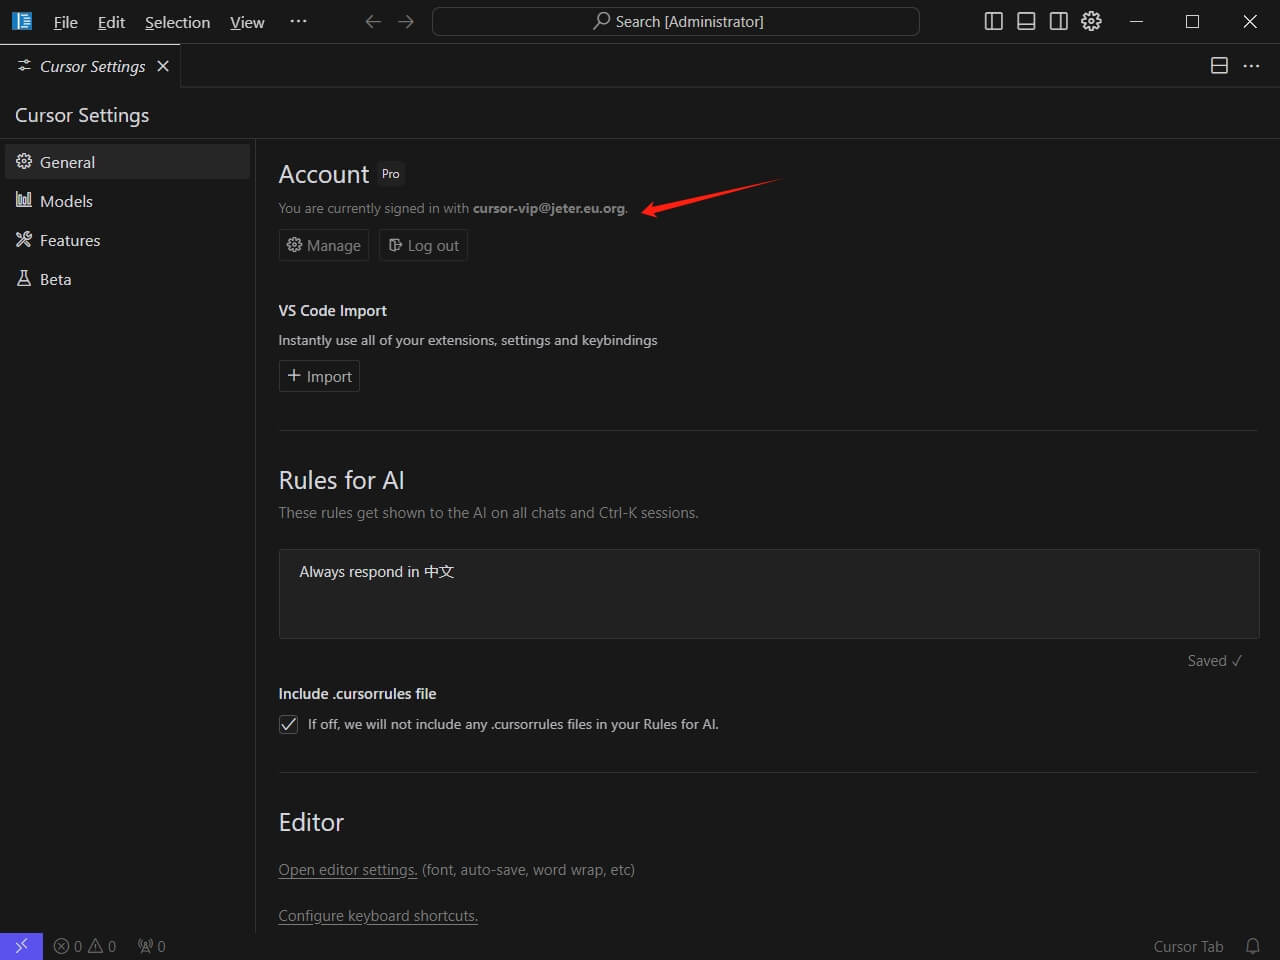 File Edit Selection View ··· Search [Administrator]
Cursor Settings
Cursor Settings
General
Models
Features
Beta
Account Pro
You are currently signed in with cursor-vip@jeter.eu.org.
Manage Log out
VS Code Import
Instantly use all of your extensions, settings and keybindings
+ Import
Rules for AI
These rules get shown to the AI on all chats and Ctrl-K sessions.
Always respond in 中文
Saved ✓
Include .cursorrules file
If off, we will not include any .cursorrules files in your Rules for AI.
Editor
Open editor settings. (font, auto-save, word wrap, etc)
Configure keyboard shortcuts.
0 0 0 Cursor Tab